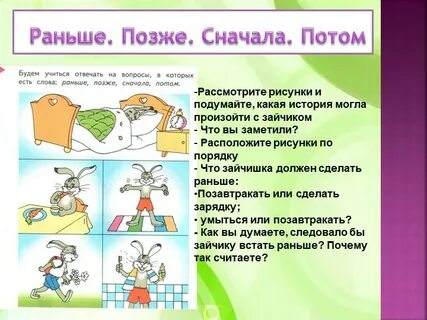 Раньше. Позже. Сначала. Потом
Будем учиться отвечать на вопросы, в которых
есть слова: раньше, позже, сначала, потом.
-Рассмотрите рисунки и
подумайте, какая история могла
произойти с зайчиком
- Что вы заметили?
- Расположите рисунки по
порядку
- Что зайчишка должен сделать
раньше:
•Позавтракать или сделать
зарядку;
• умыться или позавтракать?
- Как вы думаете, следовало бы
зайчику встать раньше? Почему
так считаете?